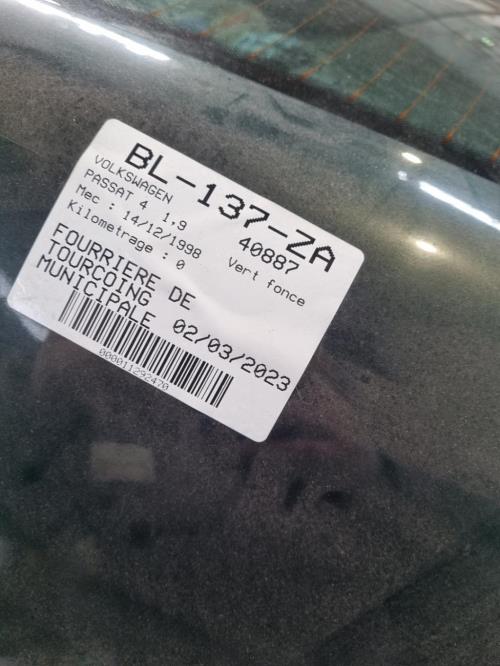 BL-137-ZA
VOLKSWAGEN
40887
PASSAT 4 1,9
Vert fonce
Mec : 14/12/1998
Kilometrage : 0
FOURRIERE DE
TOURCOING
MUNICIPALE 02/03/2023
000011292470